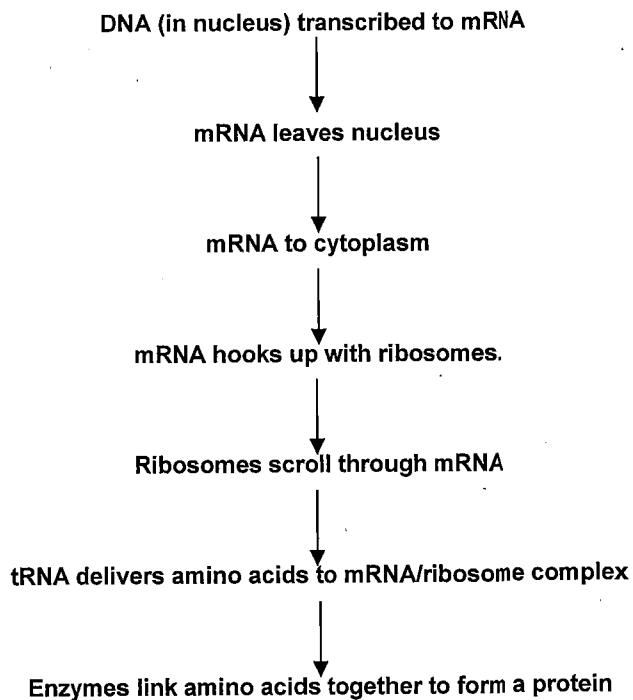 DNA (in nucleus) transcribed to mRNA
mRNA leaves nucleus
mRNA to cytoplasm
mRNA hooks up with ribosomes.
Ribosomes scroll through mRNA
tRNA delivers amino acids to mRNA/ribosome complex
Enzymes link amino acids together to form a protein